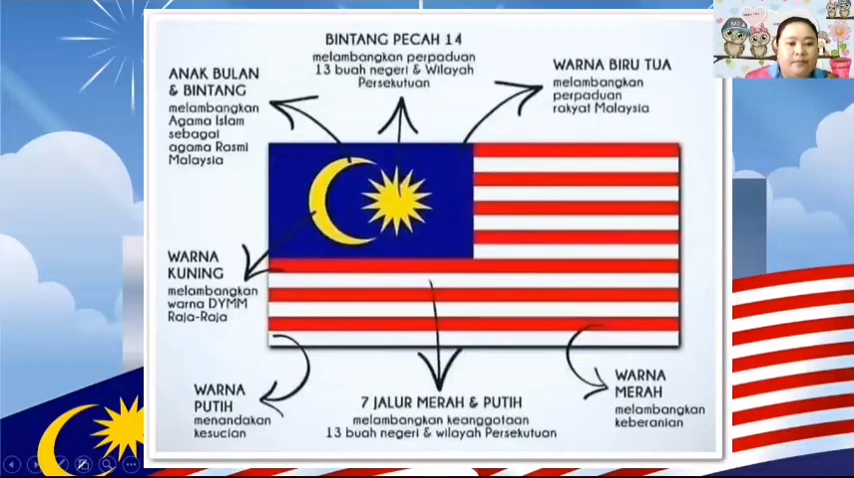 BINTANG PECAH 14
melambangkan perpaduan
13 buah negeri & Wilayah
Persekutuan
WARNA BIRU TUA
melambangkan
perpaduan
rakyat Malaysia
ANAK BULAN
& BINTANG
melambangkan
Agama Islam
sebagai
agama Rasmi
Malaysia
WARNA
KUNING
melambangkan
warna DYMM
Raja-Raja
WARNA
PUTIH
menandakan
kesucian
7 JALUR MERAH & PUTIH
melambangkan keanggotaan
13 buah negeri & wilayah Persekutuan
WARNA
MERAH
melambangkan
keberanian